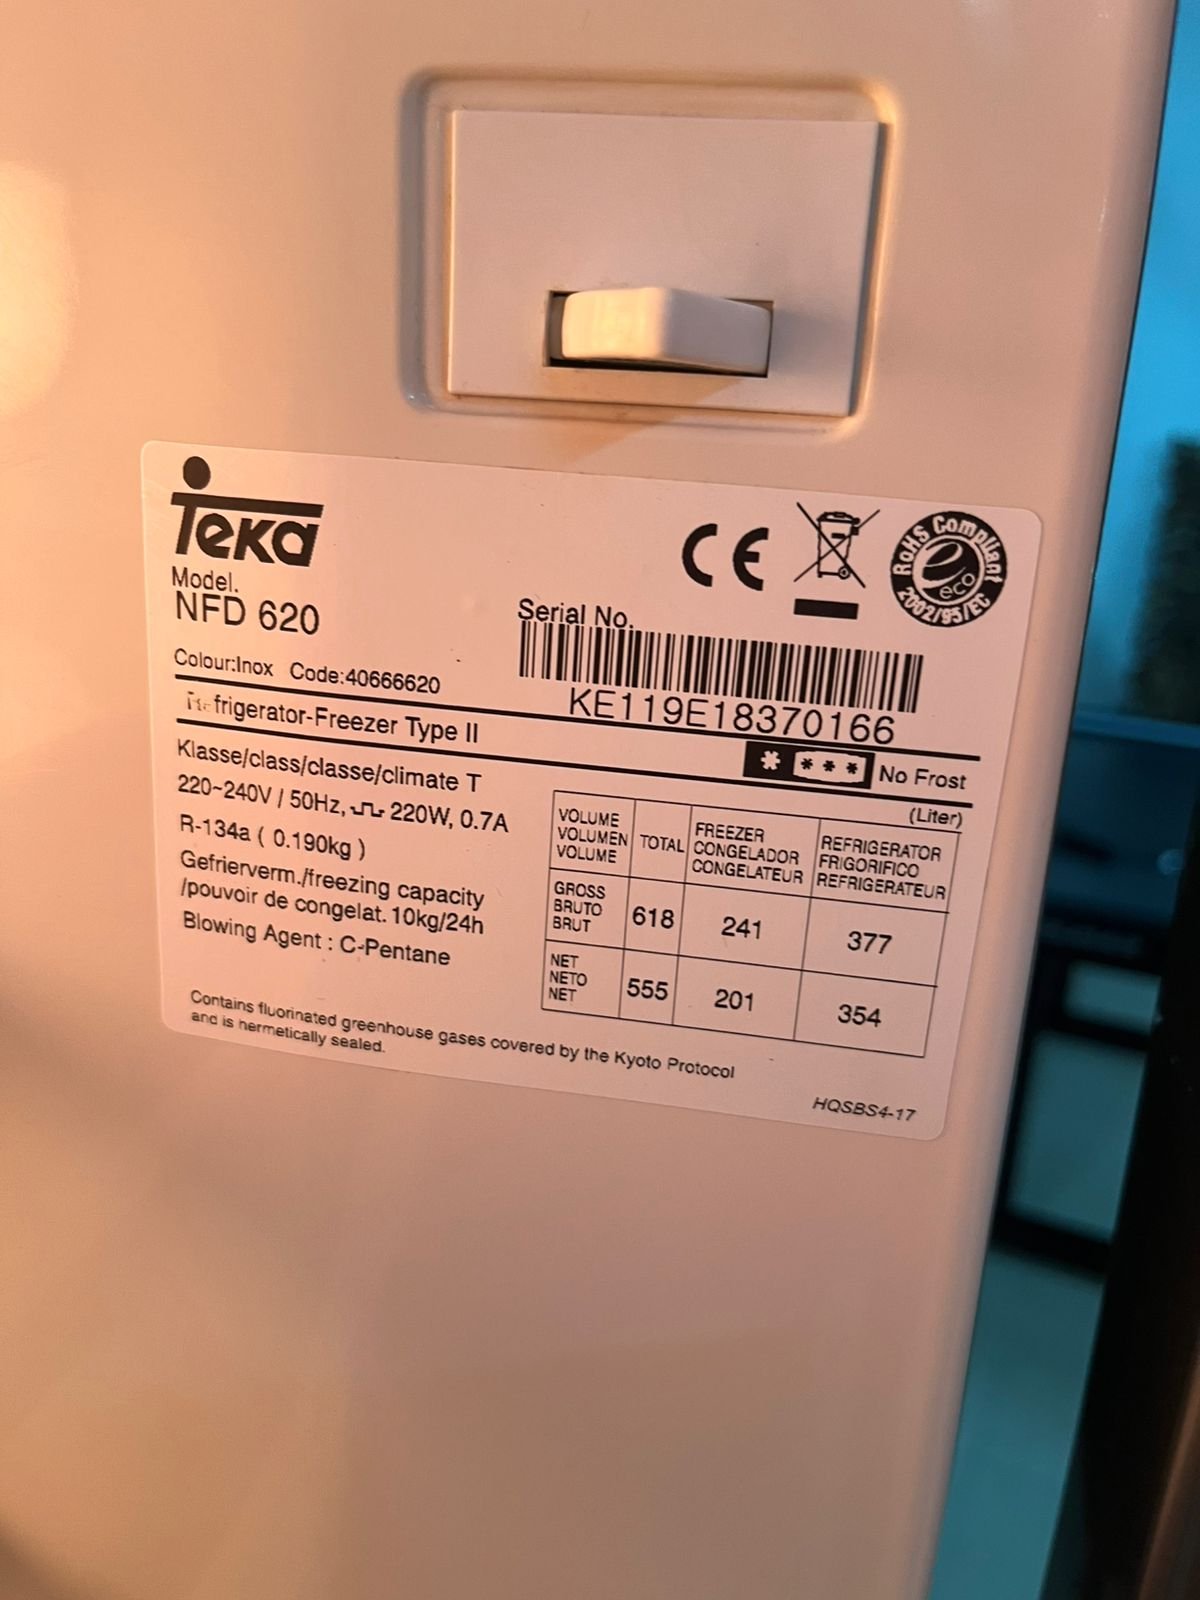 Teka
Model.
NFD 620
Colour:Inox Code:40666620
Serial No.
KE119E18370166
RoHS Compliant
eco
2002/95/EC
CE
Refrigerator-Freezer Type II
**** No Frost
Klasse/class/classe/climate T
220~240V / 50Hz, 220W, 0.7A
R-134a ( 0.190kg )
Gefrierverm./freezing capacity
/pouvoir de congelat. 10kg/24h
Blowing Agent : C-Pentane
(Liter)
VOLUME VOLUMEN VOLUME TOTAL FREEZER CONGELADOR CONGELATEUR REFRIGERATOR FRIGORIFICO REFRIGERATEUR
GROSS BRUTO BRUT 618 241 377
NET NETO NET 555 201 354
Contains fluorinated greenhouse gases covered by the Kyoto Protocol
and is hermetically sealed.
HQSBS4-17